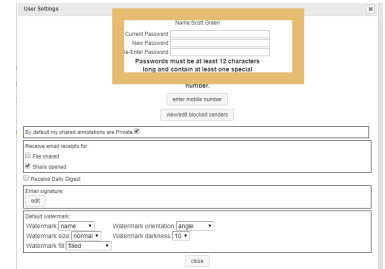 User Settings
Name:Scott Green
Current Password:
New Password:
e-Enter Password:
Passwords must be at least 12 characters
long and contain at least one special
number.
enter mobile number
view/edit blocked senders
By default my shared annotations are Private:
Receive email receipts for:
File shared
Share opened
Receive Daily Digest
Email signature:
edit
Default watermark:
Watermark: name Watermark orientation: angle
Watermark size: normal Watermark darkness: 10
Watermark fill: filled
close